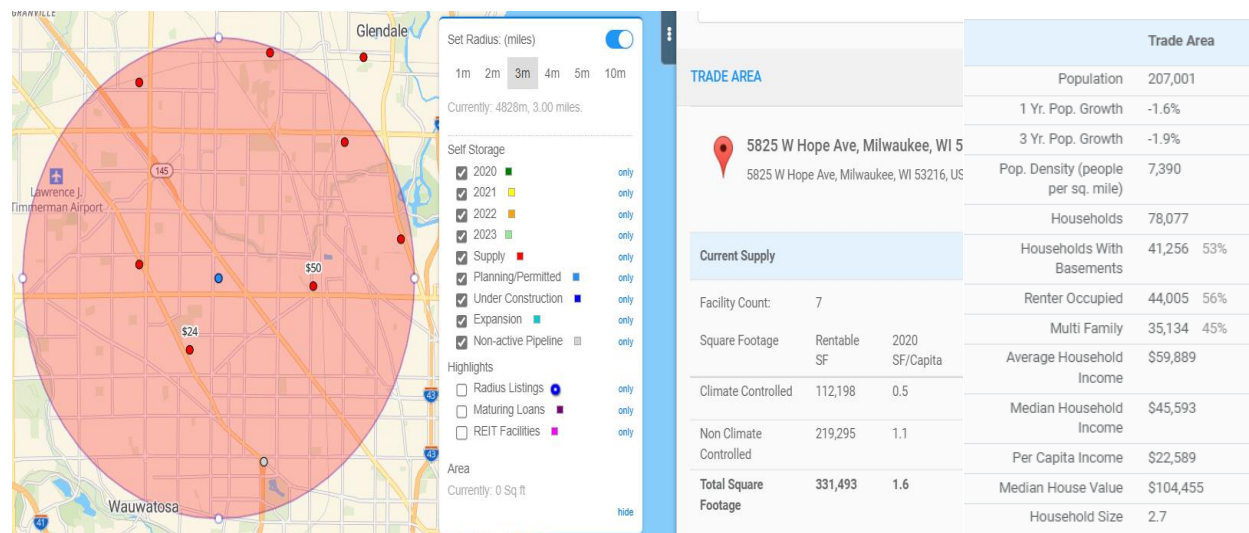 GRANVILLE
Glendale
145
Lawrence J.
Timmerman Airport
$50
$24
43
43
Wauwatosa
41
Set Radius: (miles)
1m 2m 3m 4m 5m 10m
Currently: 4828m, 3.00 miles.
Self Storage
2020 only
2021 only
2022 only
2023 only
Supply only
Planning/Permitted only
Under Construction only
Expansion only
Non-active Pipeline only
Highlights
Radius Listings only
Maturing Loans only
REIT Facilities only
Area
Currently: 0 Sq ft
hide
TRADE AREA
5825 W Hope Ave, Milwaukee, WI 5
5825 W Hope Ave, Milwaukee, WI 53216, US
Current Supply
Facility Count: 7
Square Footage Rentable 2020
SF SF/Capita
Climate Controlled 112,198 0.5
Non Climate 219,295 1.1
Controlled
Total Square 331,493 1.6
Footage
Trade Area
Population 207,001
1 Yr. Pop. Growth -1.6%
3 Yr. Pop. Growth -1.9%
Pop. Density (people 7,390
per sq. mile)
Households 78,077
Households With 41,256 53%
Basements
Renter Occupied 44,005 56%
Multi Family 35,134 45%
Average Household $59,889
Income
Median Household $45,593
Income
Per Capita Income $22,589
Median House Value $104,455
Household Size 2.7